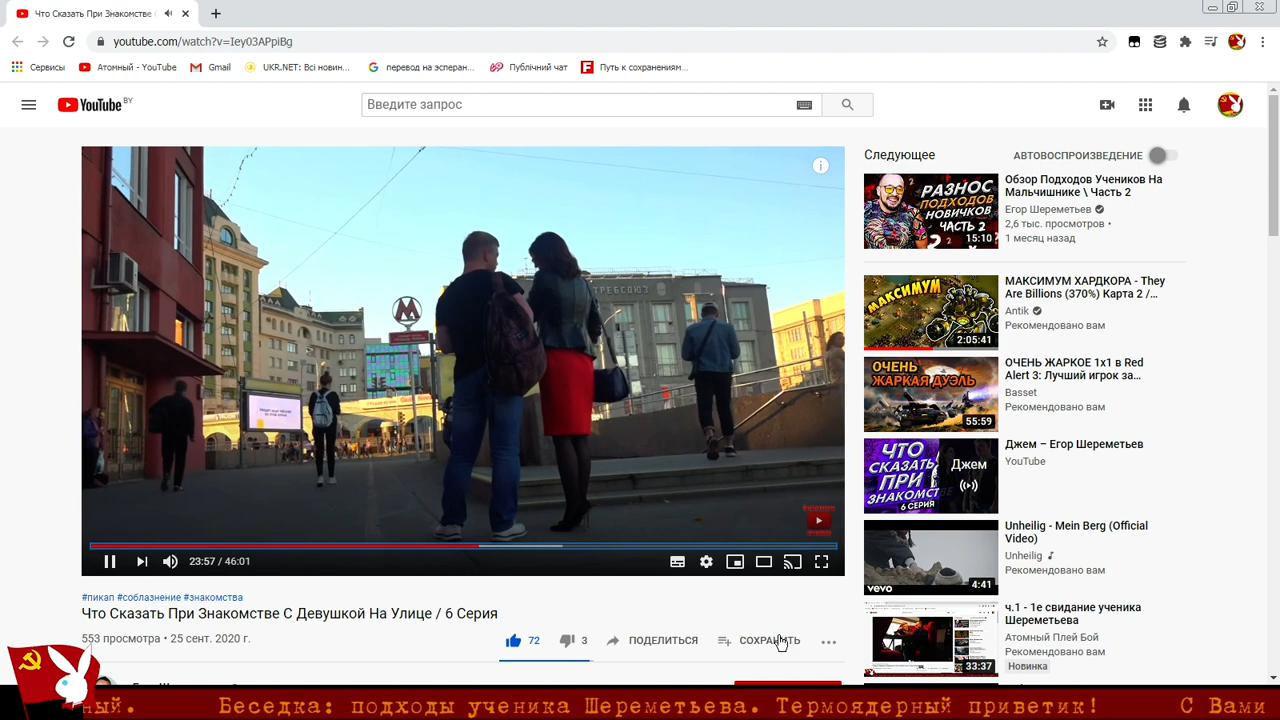 Что Сказать При Знакомстве
youtube.com/watch?v=Iey03APpiBg
Сервисы
Атомный - YouTube
Gmail
UKR.NET: Всі новин...
перевод на эсперан...
Публічний чат
Путь к сохранениям...
YouTube BY
Введите запрос
ТРЕБСОЮЗ
М
23:57 / 46:01
#пикап #соблазнение #знакомства
Что Сказать При Знакомстве С Девушкой На Улице / 6 Серия
553 просмотра • 25 сент. 2020 г.
72
3
ПОДЕЛИТЬСЯ
СОХРАНИТЬ
Следующее
АВТОВОСПРОИЗВЕДЕНИЕ
РАЗНОС
ПОДХОДОВ
НОВИЧКОВ
ЧАСТЬ 2
15:10
Обзор Подходов Учеников На
Мальчишнике \ Часть 2
Егор Шереметьев
2,6 тыс. просмотров •
1 месяц назад
МАКСИМУМ
2:05:41
МАКСИМУМ ХАРДКОРА - They
Are Billions (370%) Карта 2 /...
Antik
Рекомендовано вам
ОЧЕНЬ
ЖАРКАЯ ДУЭЛЬ
55:59
ОЧЕНЬ ЖАРКОЕ 1х1 в Red
Alert 3: Лучший игрок за...
Basset
Рекомендовано вам
ЧТО
СКАЗАТЬ
ПРИ
ЗНАКОМСТ
6 СЕРИЯ
Джем
Джем – Егор Шереметьев
YouTube
vevo
4:41
Unheilig - Mein Berg (Official
Video)
Unheilig
Рекомендовано вам
33:37
ч.1 - 1е свидание ученика
Шереметьева
Атомный Плей Бой
Рекомендовано вам
Новинка
ный. Беседка: подходы ученика Шереметьева. Термоядерный приветик! С Вами